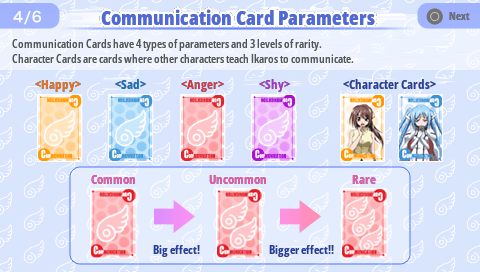 4/6
Communication Card Parameters
Next
Communication Cards have 4 types of parameters and 3 levels of rarity.
Character Cards are cards where other characters teach Ikaros to communicate.
<Happy>
<Sad>
<Anger>
<Shy>
<Character Cards>
Common
Uncommon
Rare
Big effect!
Bigger effect!!